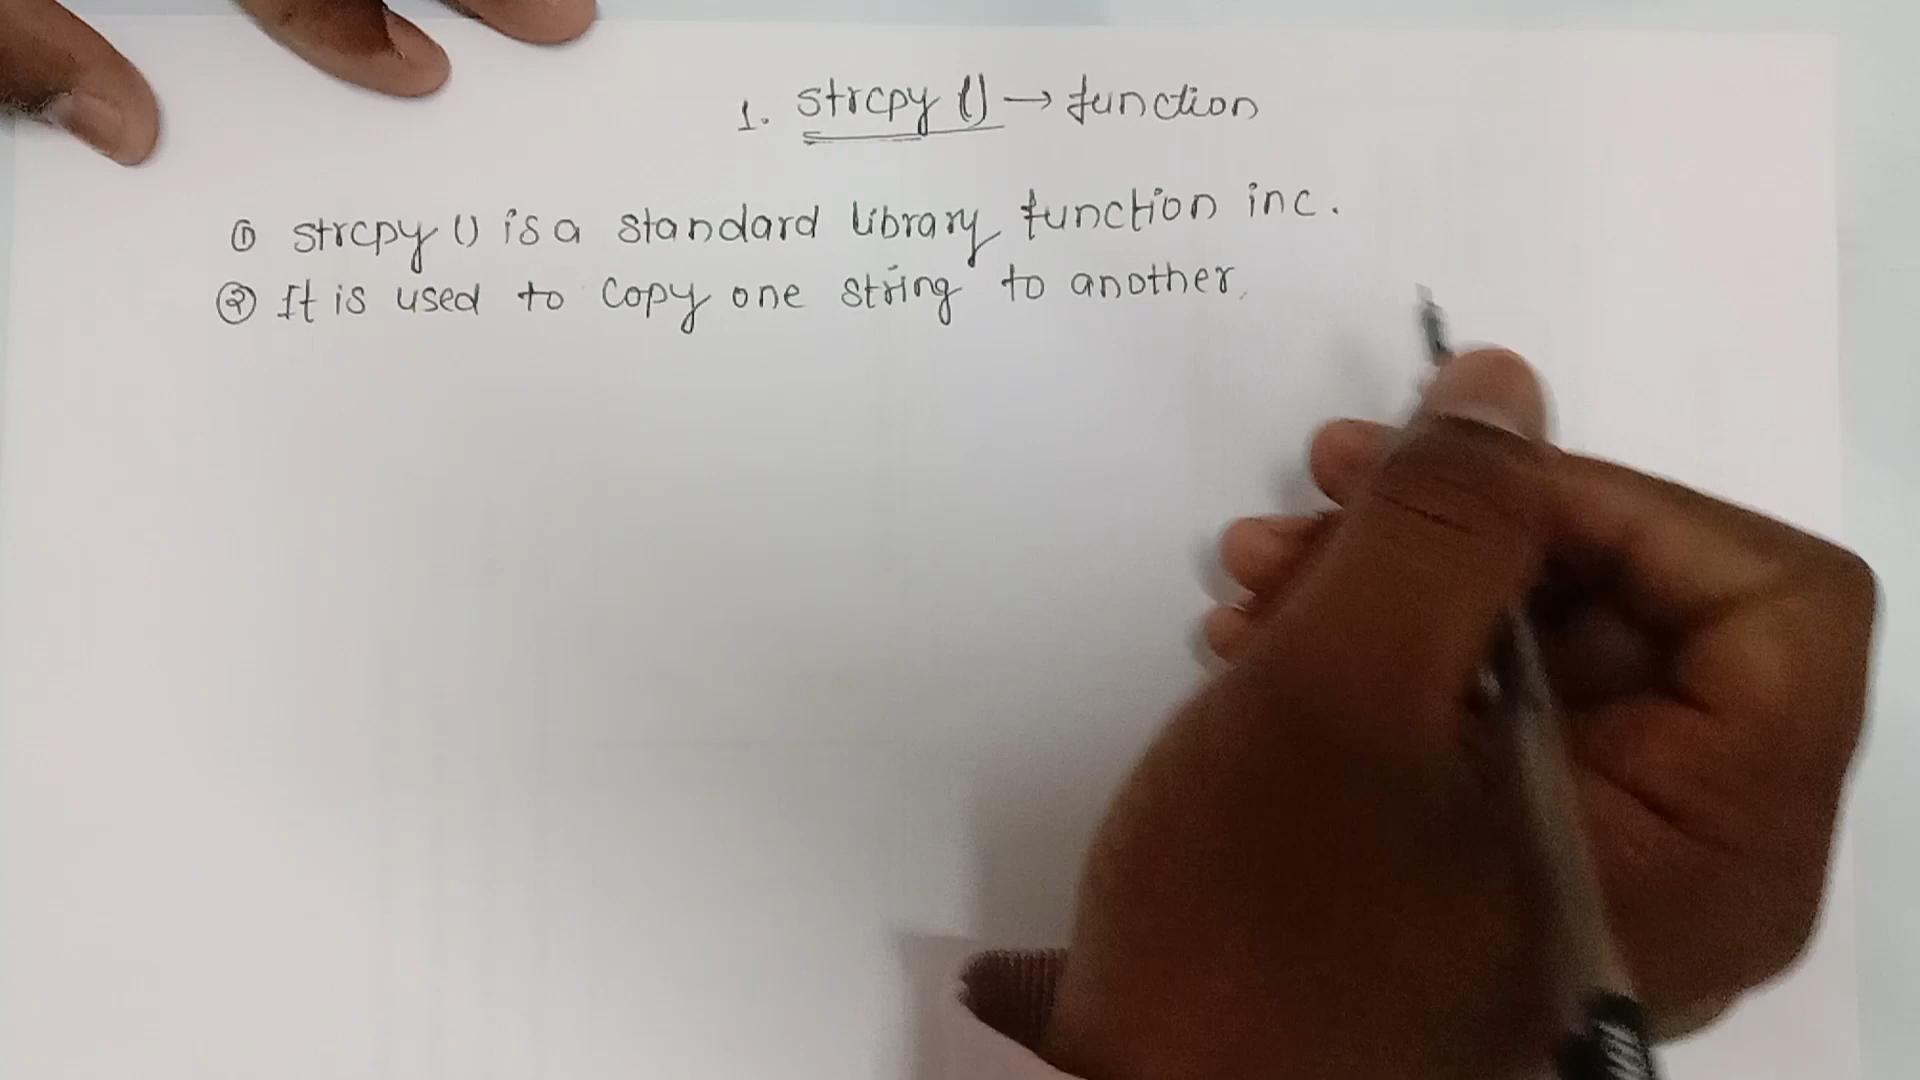 1. strcpy () → function
① strcpy () is a standard library function inc.
② It is used to copy one string to another.